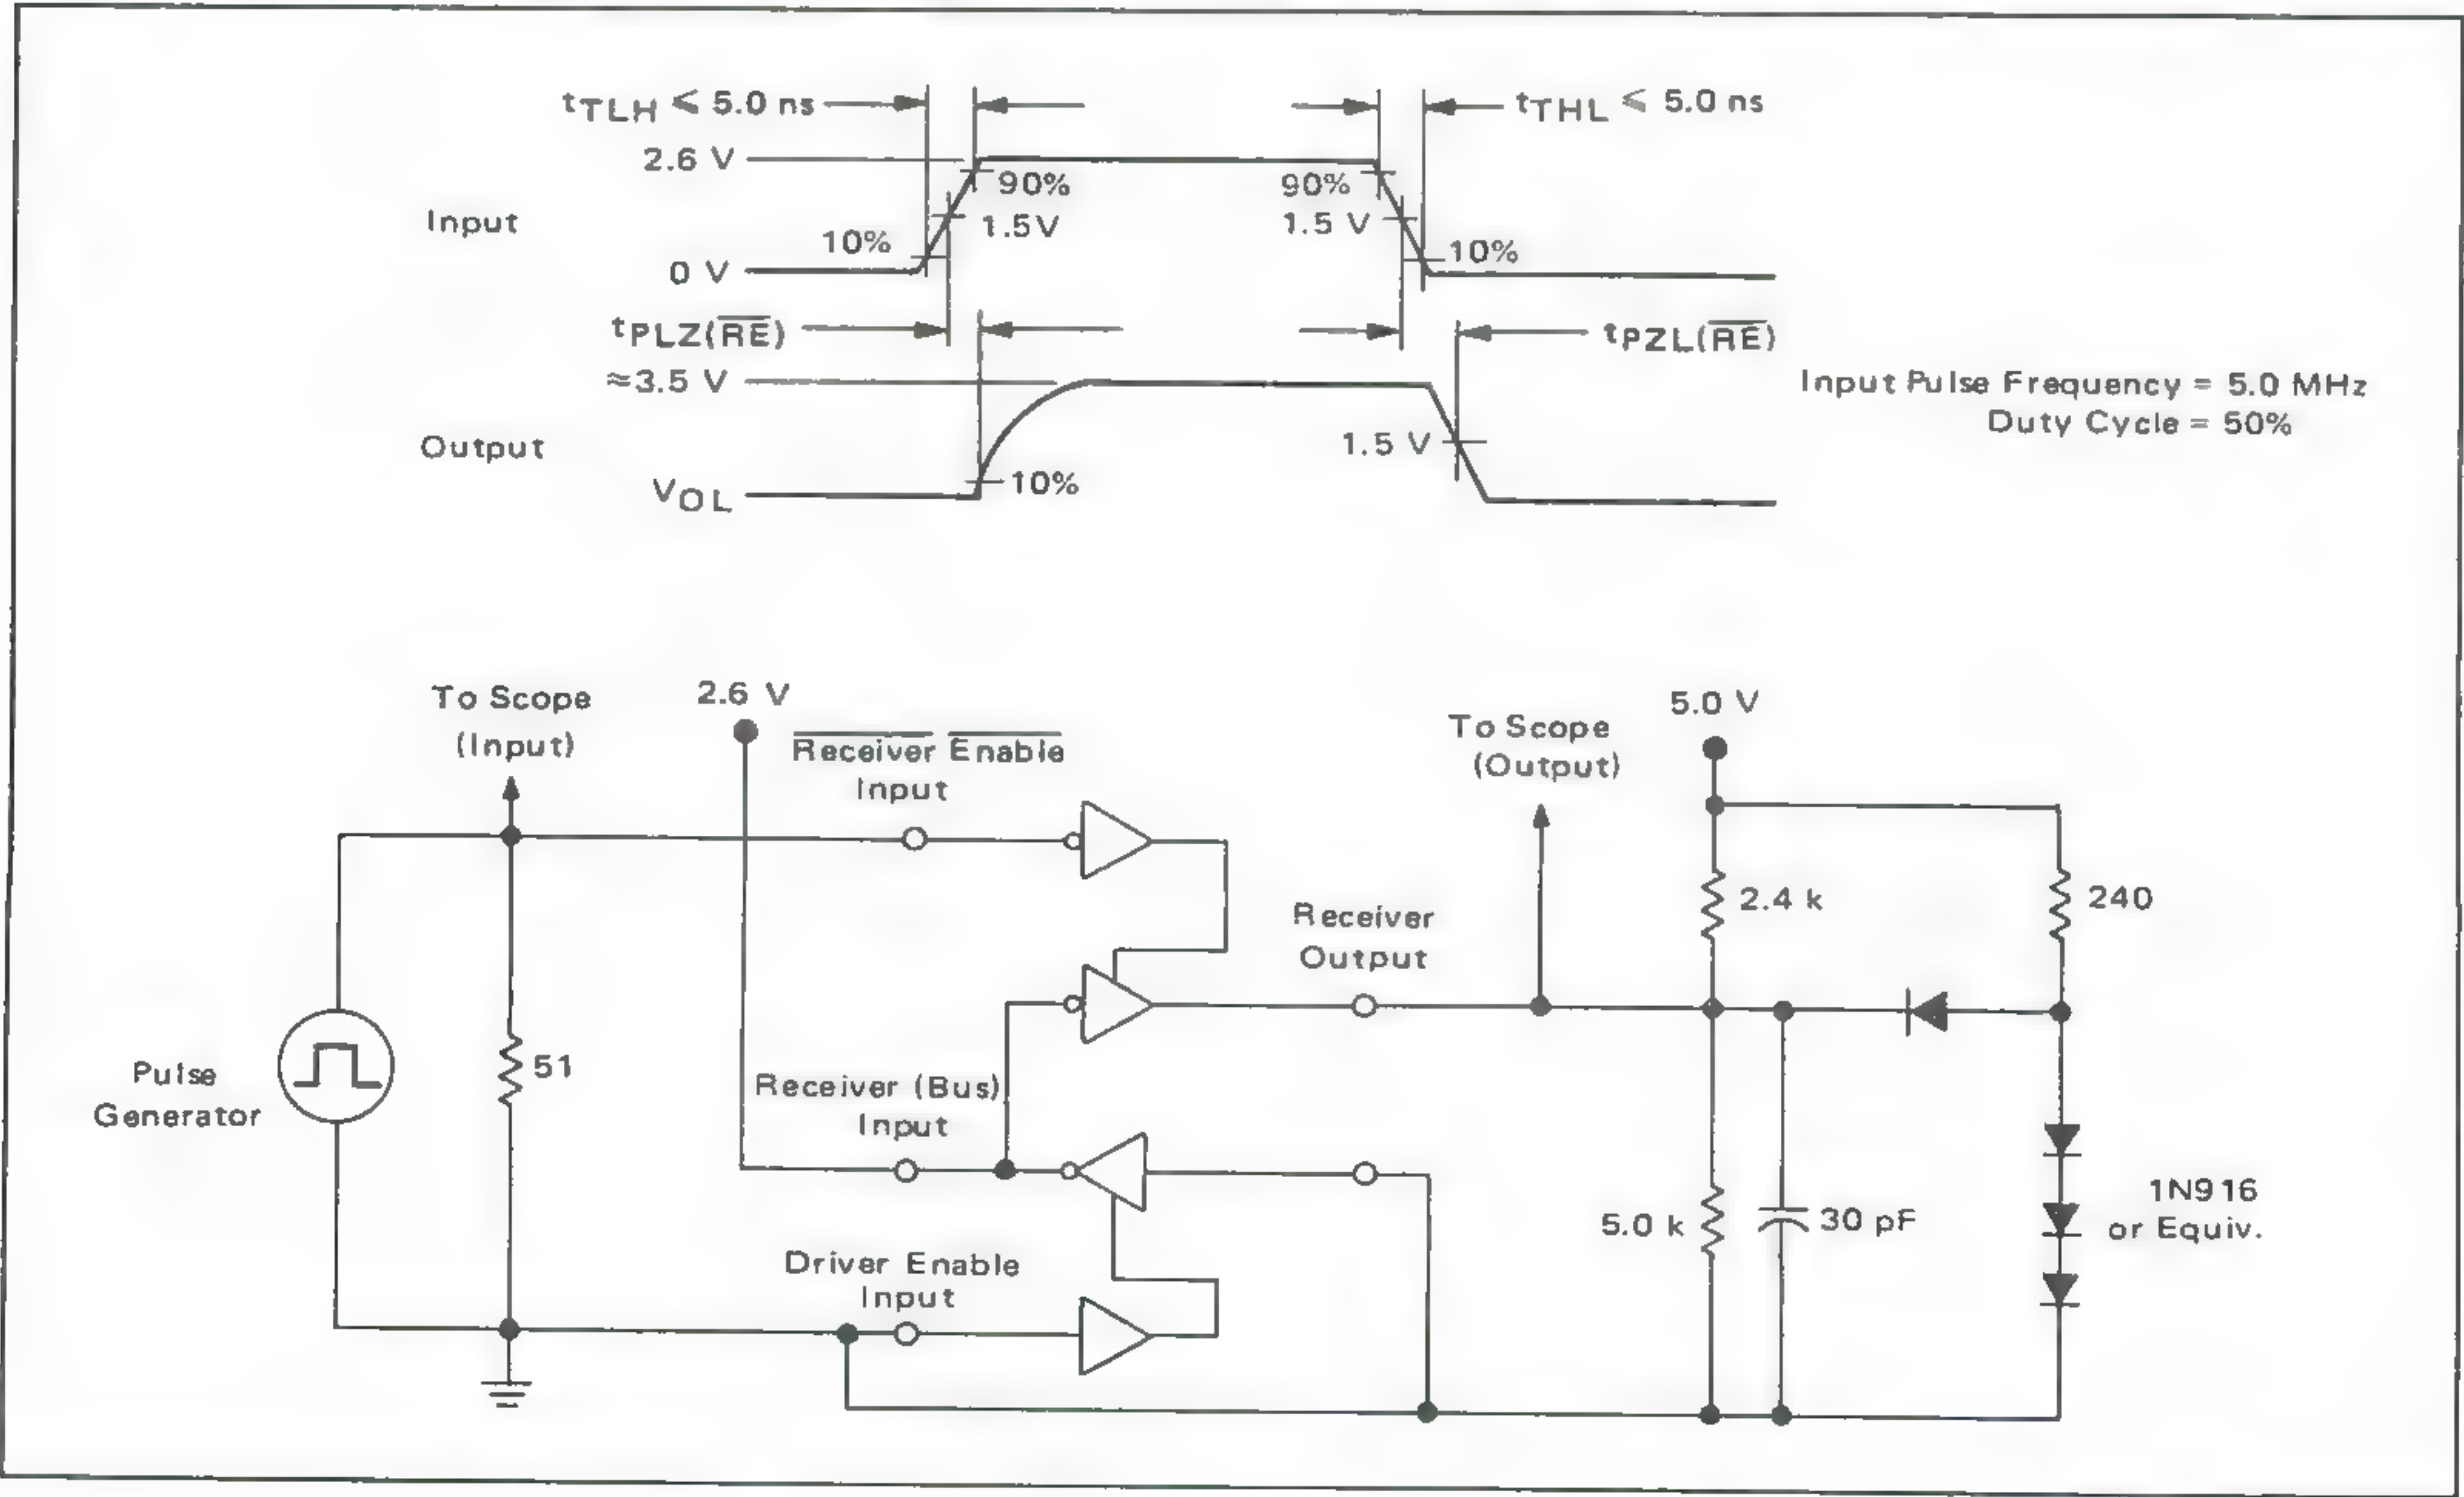 tTLH ≤ 5.0 ns
tTHL ≤ 5.0 ns
2.6 V
90%
90%
Input
1.5V
1.5 V
10%
10%
0 V
tPLZ(R̅E̅)
tPZL(R̅E̅)
≈3.5 V
Input Pulse Frequency = 5.0 MHz
Duty Cycle = 50%
Output
1.5 V
VOL
10%
To Scope
(Input)
2.6 V
Receiver Enable
Input
To Scope
(Output)
5.0 V
2.4 k
240
Receiver
Output
Pulse
Generator
51
Receiver (Bus)
Input
5.0 k
30 pF
1N916
or Equiv.
Driver Enable
Input